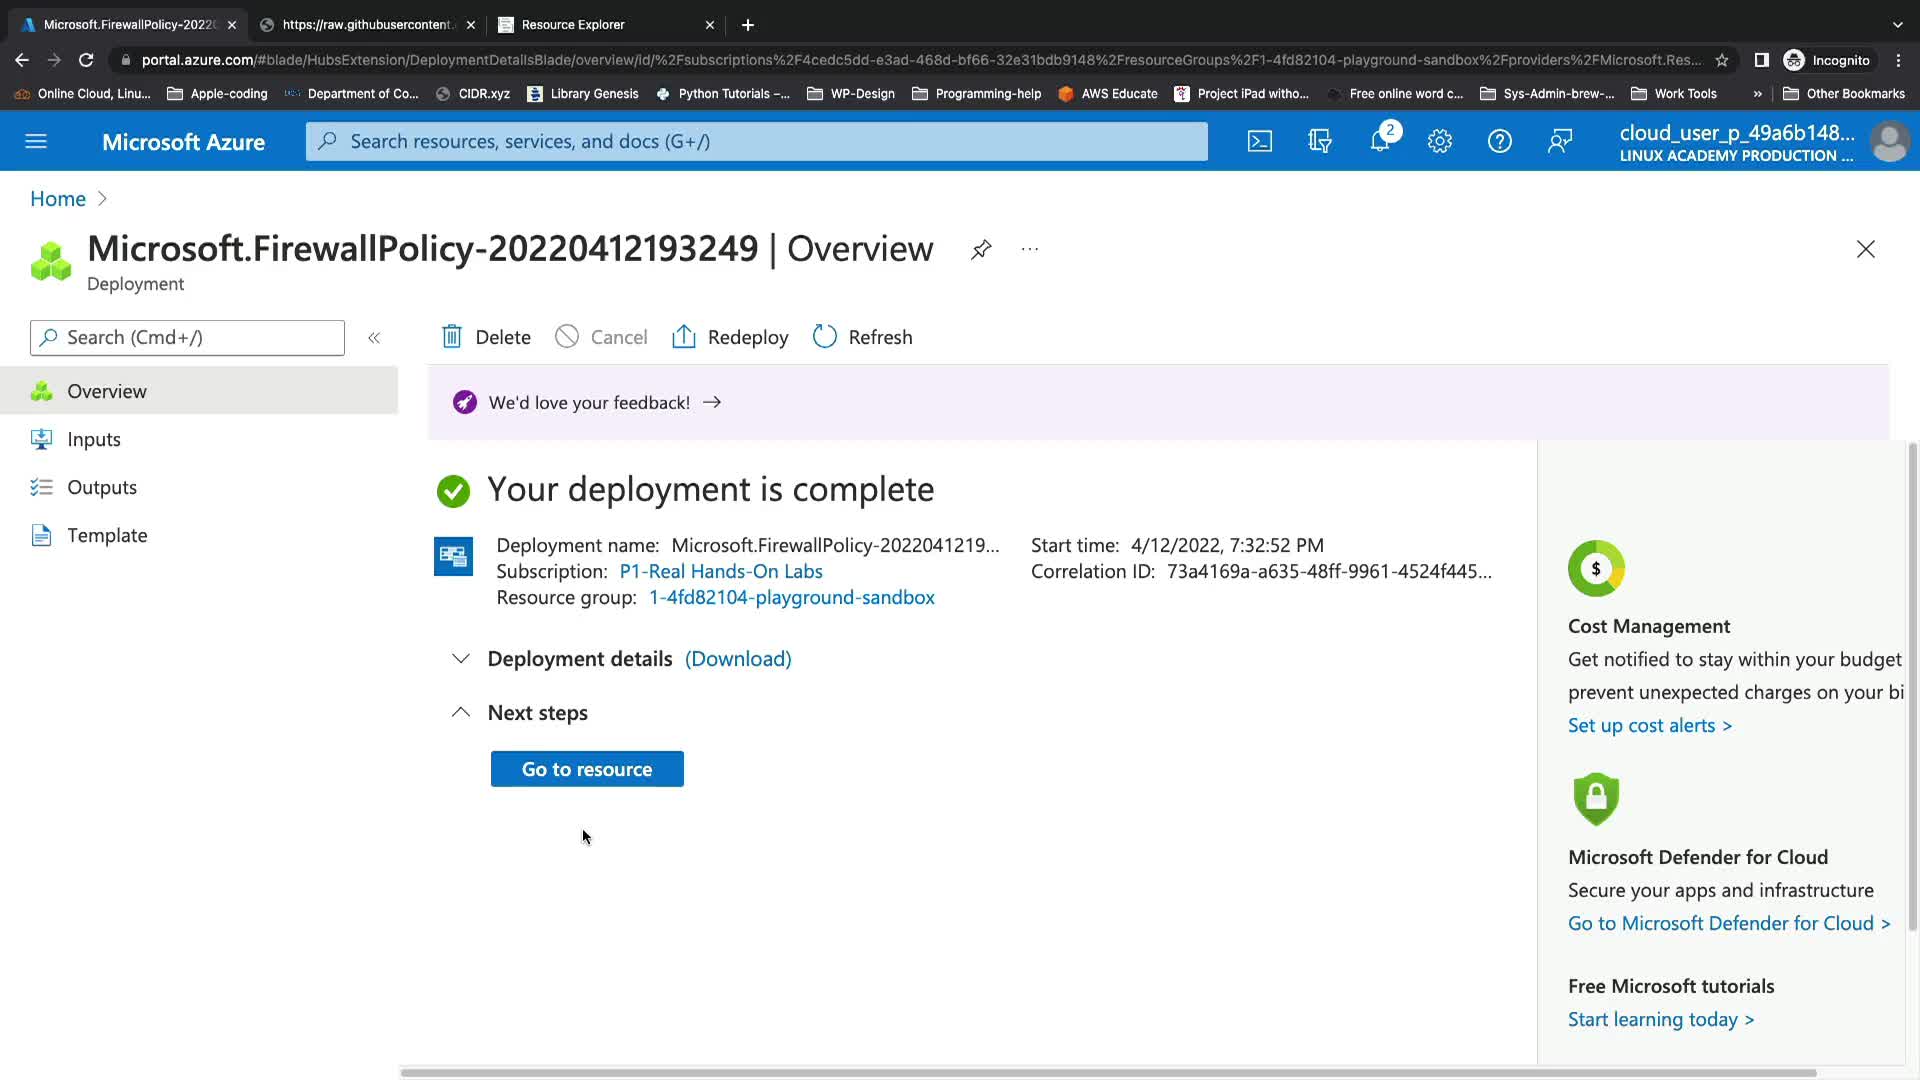 Microsoft.FirewallPolicy-2022
https://raw.githubusercontent.
Resource Explorer
portal.azure.com/#blade/HubsExtension/DeploymentDetailsBlade/overview/id/%2Fsubscriptions%2F4cedc5dd-e3ad-468d-bf66-32e31bdb9148%2FresourceGroups%2F1-4fd82104-playground-sandbox%2Fproviders%2FMicrosoft.Res...
Incognito
Online Cloud, Linu...
Apple-coding
Department of Co...
CIDR.xyz
Library Genesis
Python Tutorials –...
WP-Design
Programming-help
AWS Educate
Project iPad witho...
Free online word c...
Sys-Admin-brew-...
Work Tools
»
Other Bookmarks
Microsoft Azure
Search resources, services, and docs (G+/)
2
cloud_user_p_49a6b148...
LINUX ACADEMY PRODUCTION ...
Home >
Microsoft.FirewallPolicy-20220412193249 | Overview
...
Deployment
Search (Cmd+/)
«
Delete
Cancel
Redeploy
Refresh
Overview
Inputs
Outputs
Template
We'd love your feedback! →
Your deployment is complete
Deployment name: Microsoft.FirewallPolicy-2022041219...
Start time: 4/12/2022, 7:32:52 PM
Subscription: P1-Real Hands-On Labs
Correlation ID: 73a4169a-a635-48ff-9961-4524f445...
Resource group: 1-4fd82104-playground-sandbox
Deployment details (Download)
Next steps
Go to resource
$
Cost Management
Get notified to stay within your budget
prevent unexpected charges on your bi
Set up cost alerts >
Microsoft Defender for Cloud
Secure your apps and infrastructure
Go to Microsoft Defender for Cloud >
Free Microsoft tutorials
Start learning today >